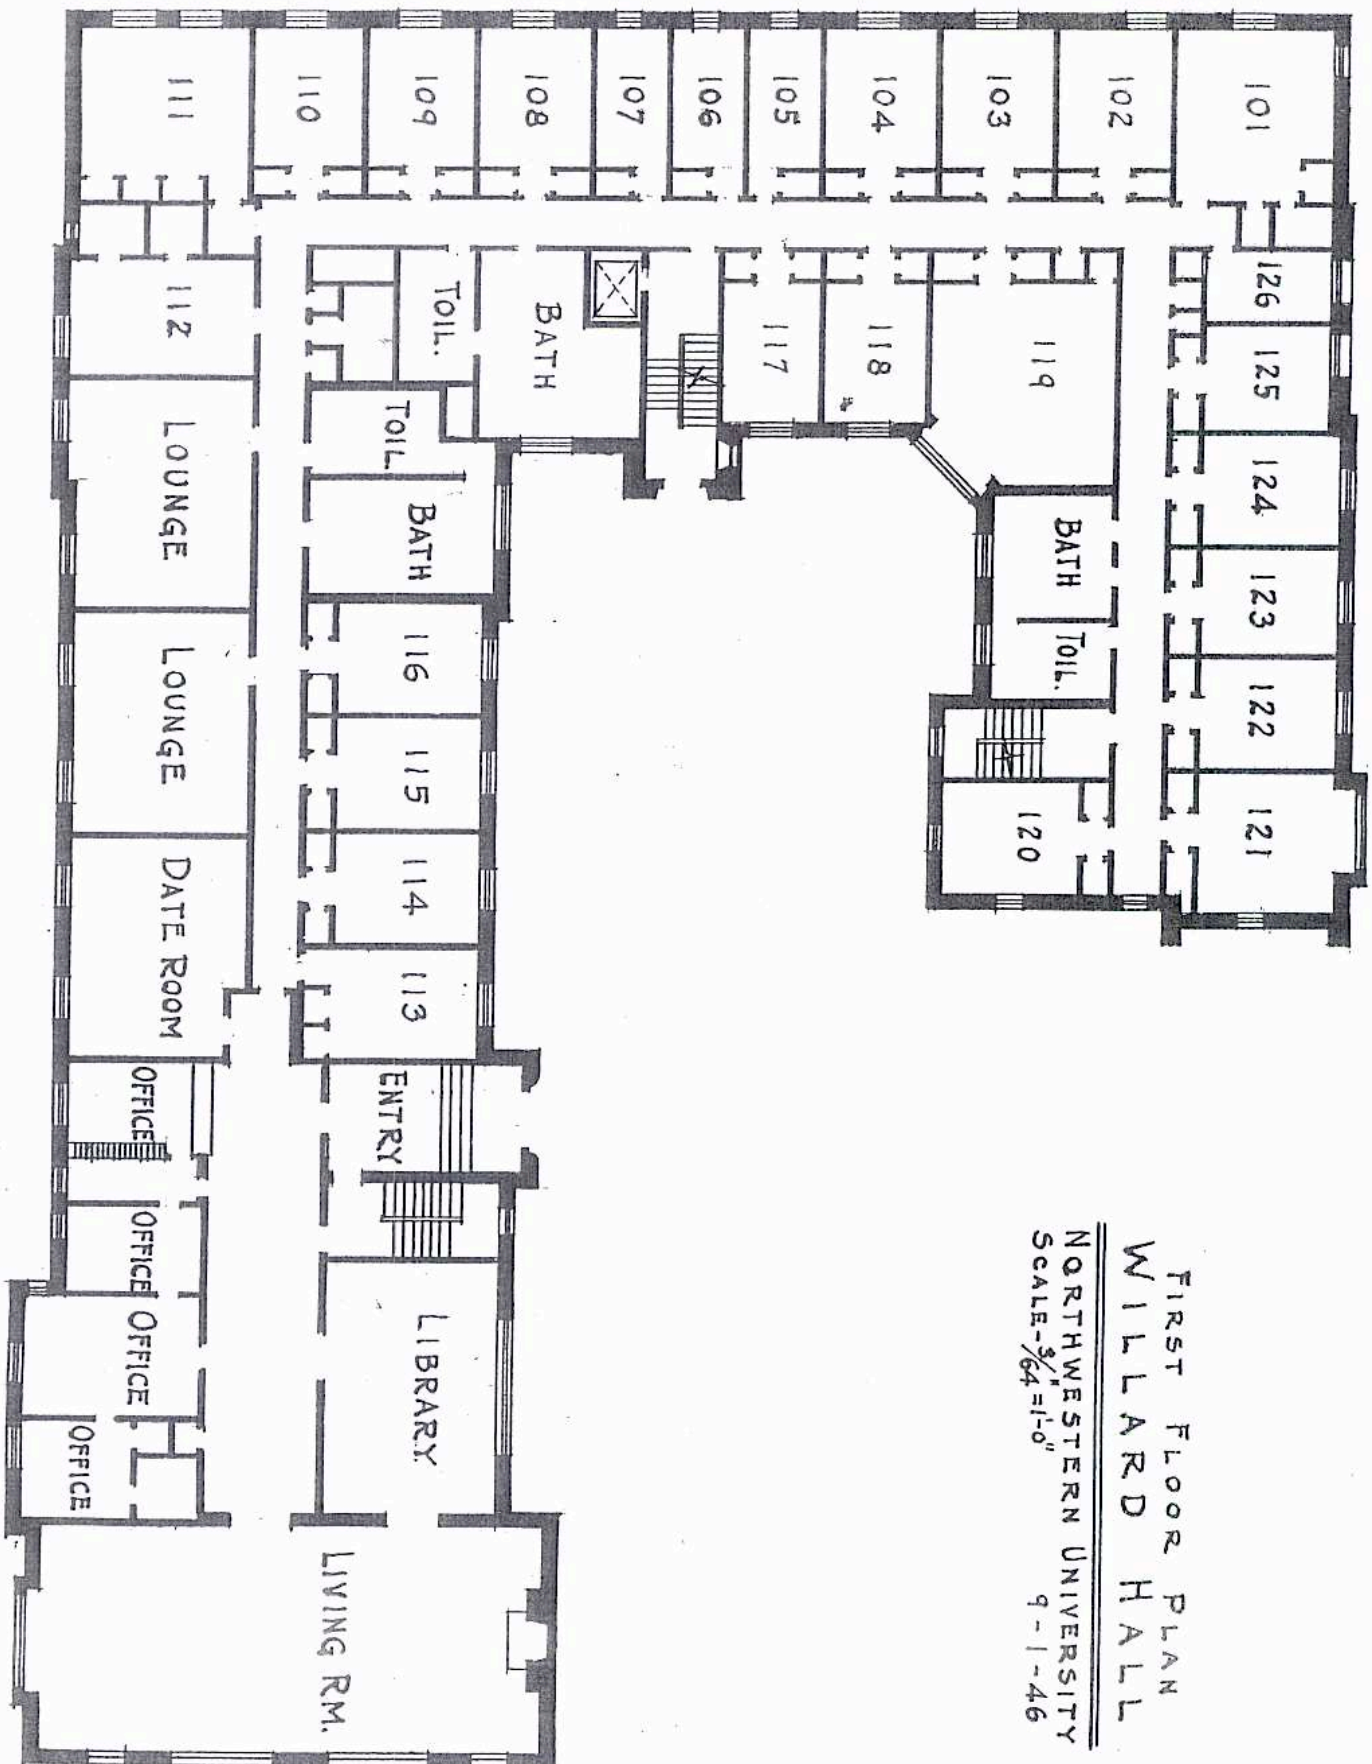 FIRST FLOOR PLAN
WILLARD HALL
NORTHWESTERN UNIVERSITY
SCALE-3/64"=1'-0" 9-1-46
101
102
103
104
105
106
107
108
109
110
111
126
125
124
123
122
121
119
118
117
BATH
TOIL.
112
BATH
TOIL.
120
TOIL.
BATH
116
115
114
113
LOUNGE
LOUNGE
DATE ROOM
ENTRY
OFFICE
OFFICE
OFFICE
OFFICE
LIBRARY
LIVING RM.